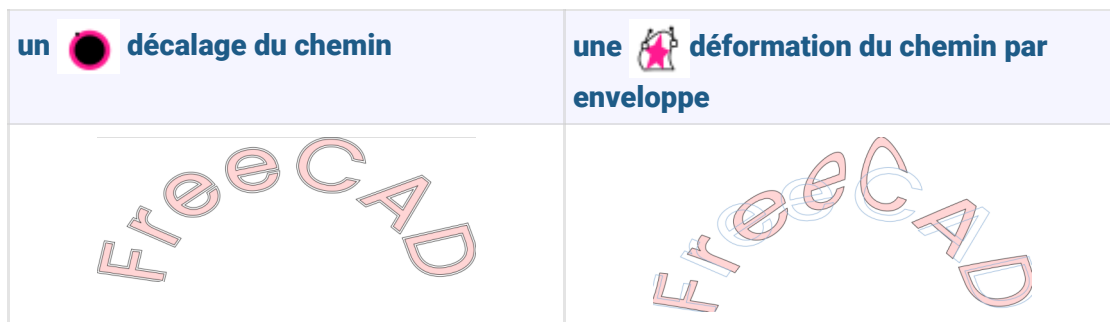 un décalage du chemin
une déformation du chemin par
enveloppe
FreeCAD
FreeCAD